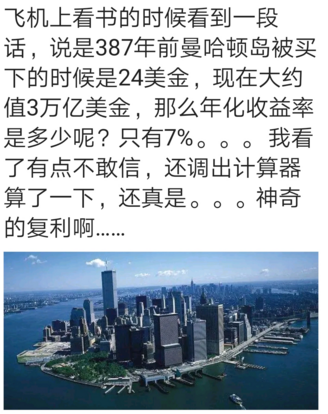 飞机上看书的时候看到一段
话，说是387年前曼哈顿岛被买
下的时候是24美金，现在大约
值3万亿美金，那么年化收益率
是多少呢？只有7%。。。我看
了有点不敢信，还调出计算器
算了一下，还真是。。。神奇
的复利啊……